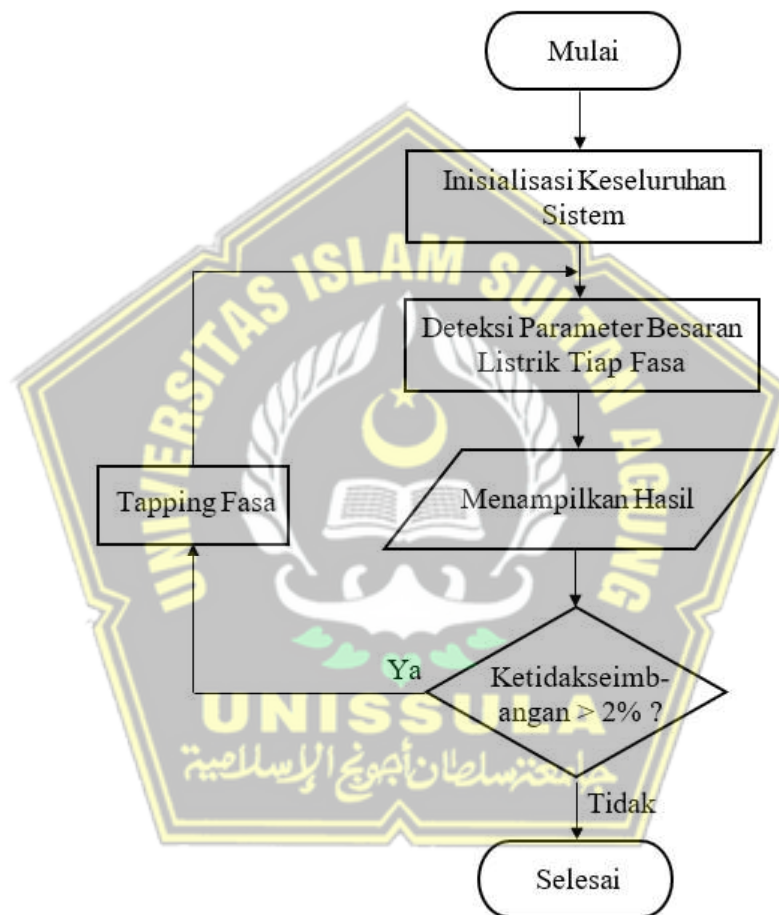 Mulai
Inisialisasi Keseluruhan
Sistem
Deteksi Parameter Besaran
Listrik Tiap Fasa
Menampilkan Hasil
Tapping Fasa
Ketidakseimb-
angan > 2% ?
Ya
Tidak
Selesai
UNIVERSITAS ISLAM SULTAN AGUNG
UNISSULA
جامعة سلطان أجونج الإسلامية